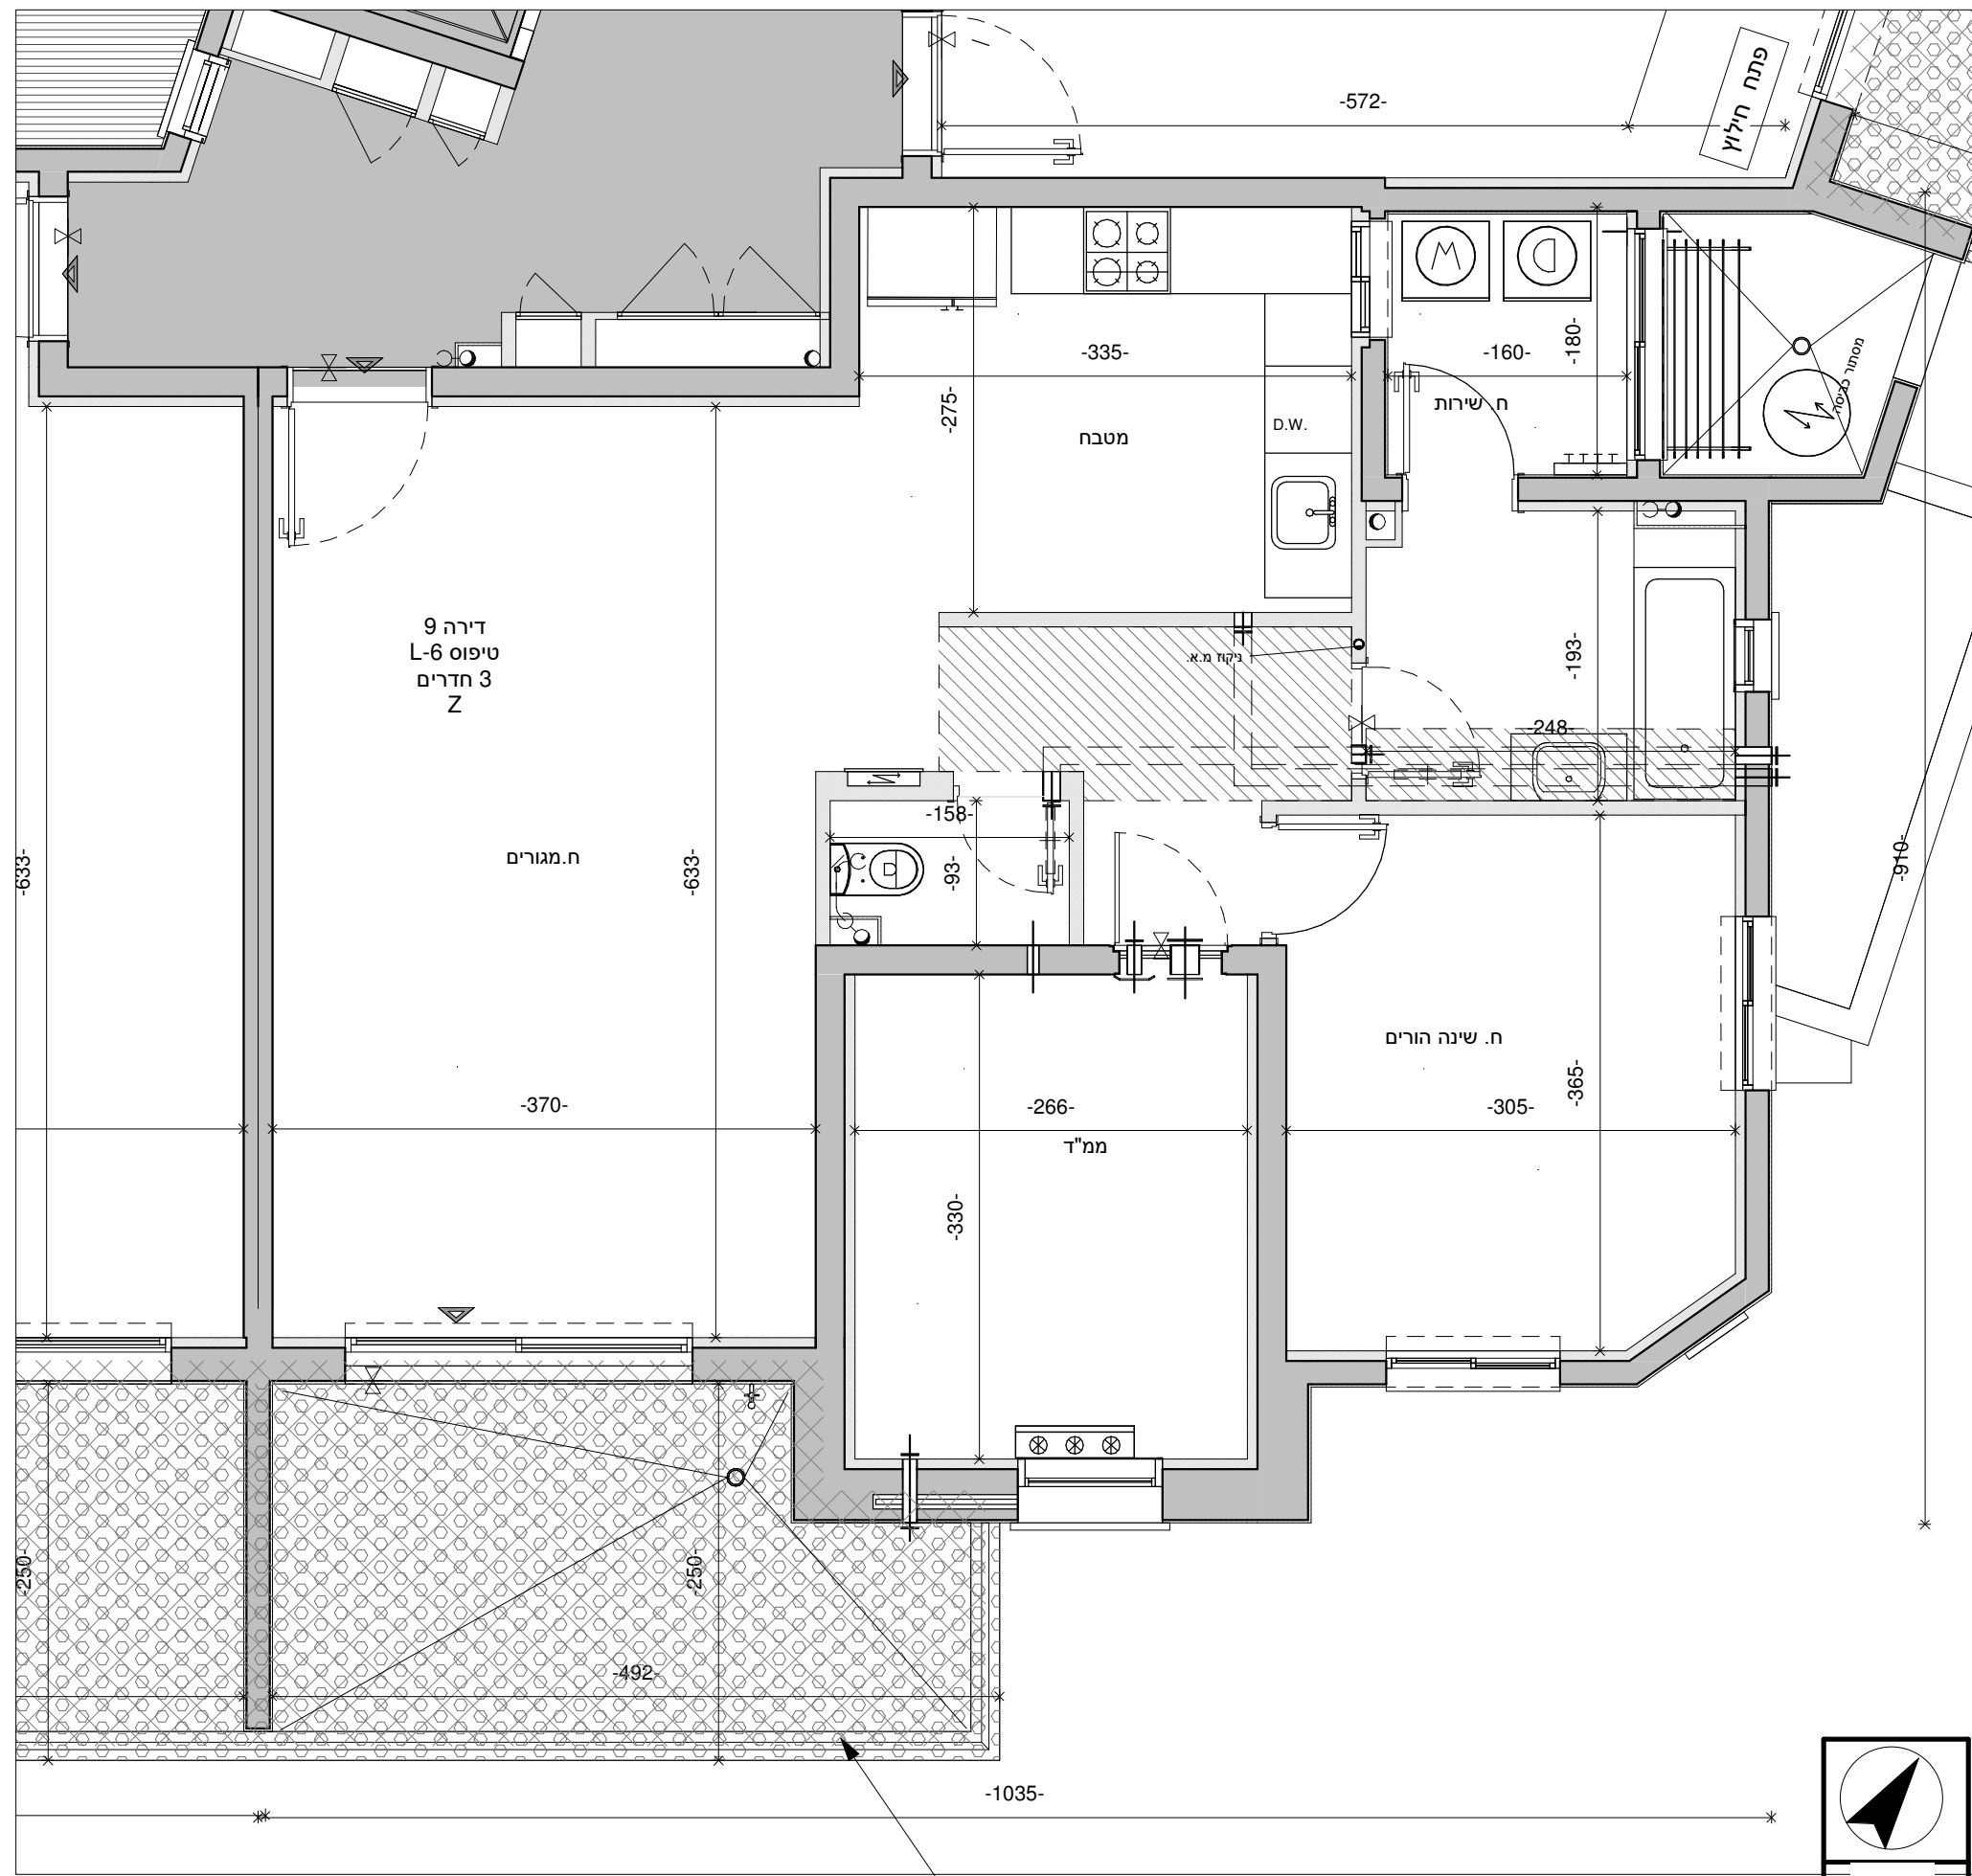 -572-
פתח חילוץ
-335-
-275-
מטבח
D.W.
W
D
-160-
-180-
ח. שירות
מסתור כביסה
דירה 9
טיפוס L-6
3 חדרים
Z
ניקוז מ.א.
-193-
-248-
-158-
-93-
-633-
ח.מגורים
-633-
-910-
ח. שינה הורים
-370-
-266-
ממ"ד
-305-
-365-
-330-
-250-
-250-
-492-
-1035-